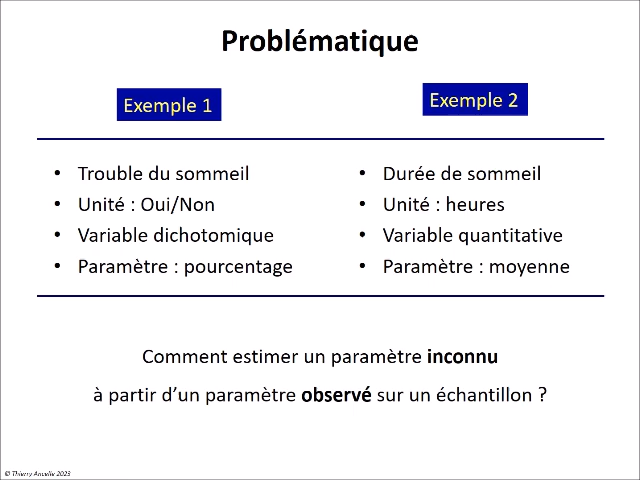 Problématique
Exemple 1
Exemple 2
• Trouble du sommeil
• Unité : Oui/Non
• Variable dichotomique
• Paramètre : pourcentage
• Durée de sommeil
• Unité : heures
• Variable quantitative
• Paramètre : moyenne
Comment estimer un paramètre inconnu
à partir d’un paramètre observé sur un échantillon ?
© Thierry Ancelle 2023